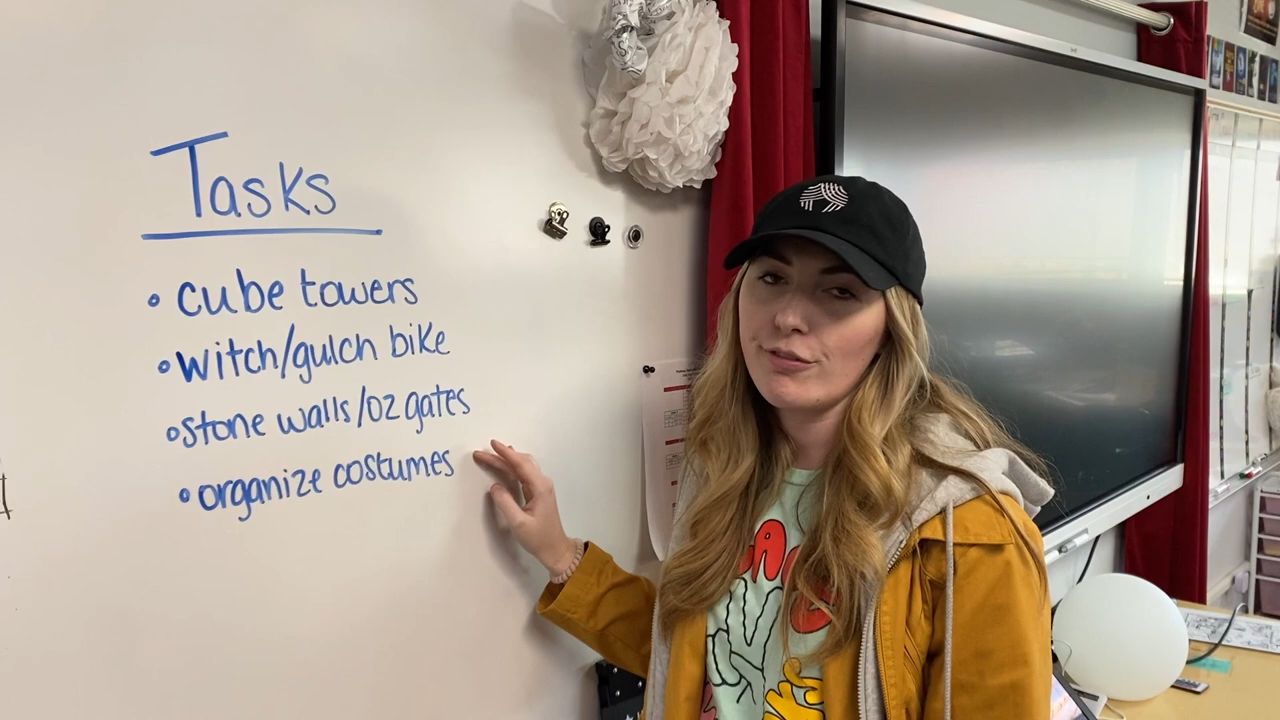 Tasks
• cube towers
• witch/gulch bike
• stone walls/oz gates
• organize costumes